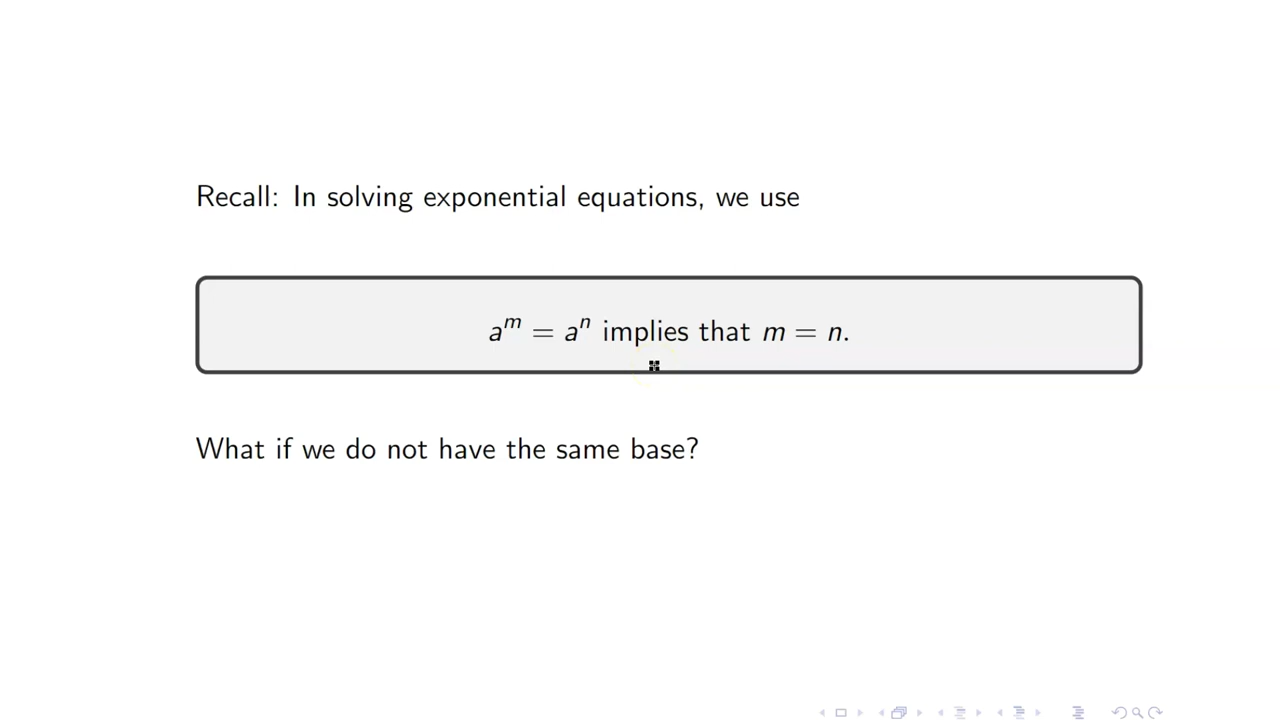 Recall: In solving exponential equations, we use
a^m = a^n implies that m = n.
What if we do not have the same base?